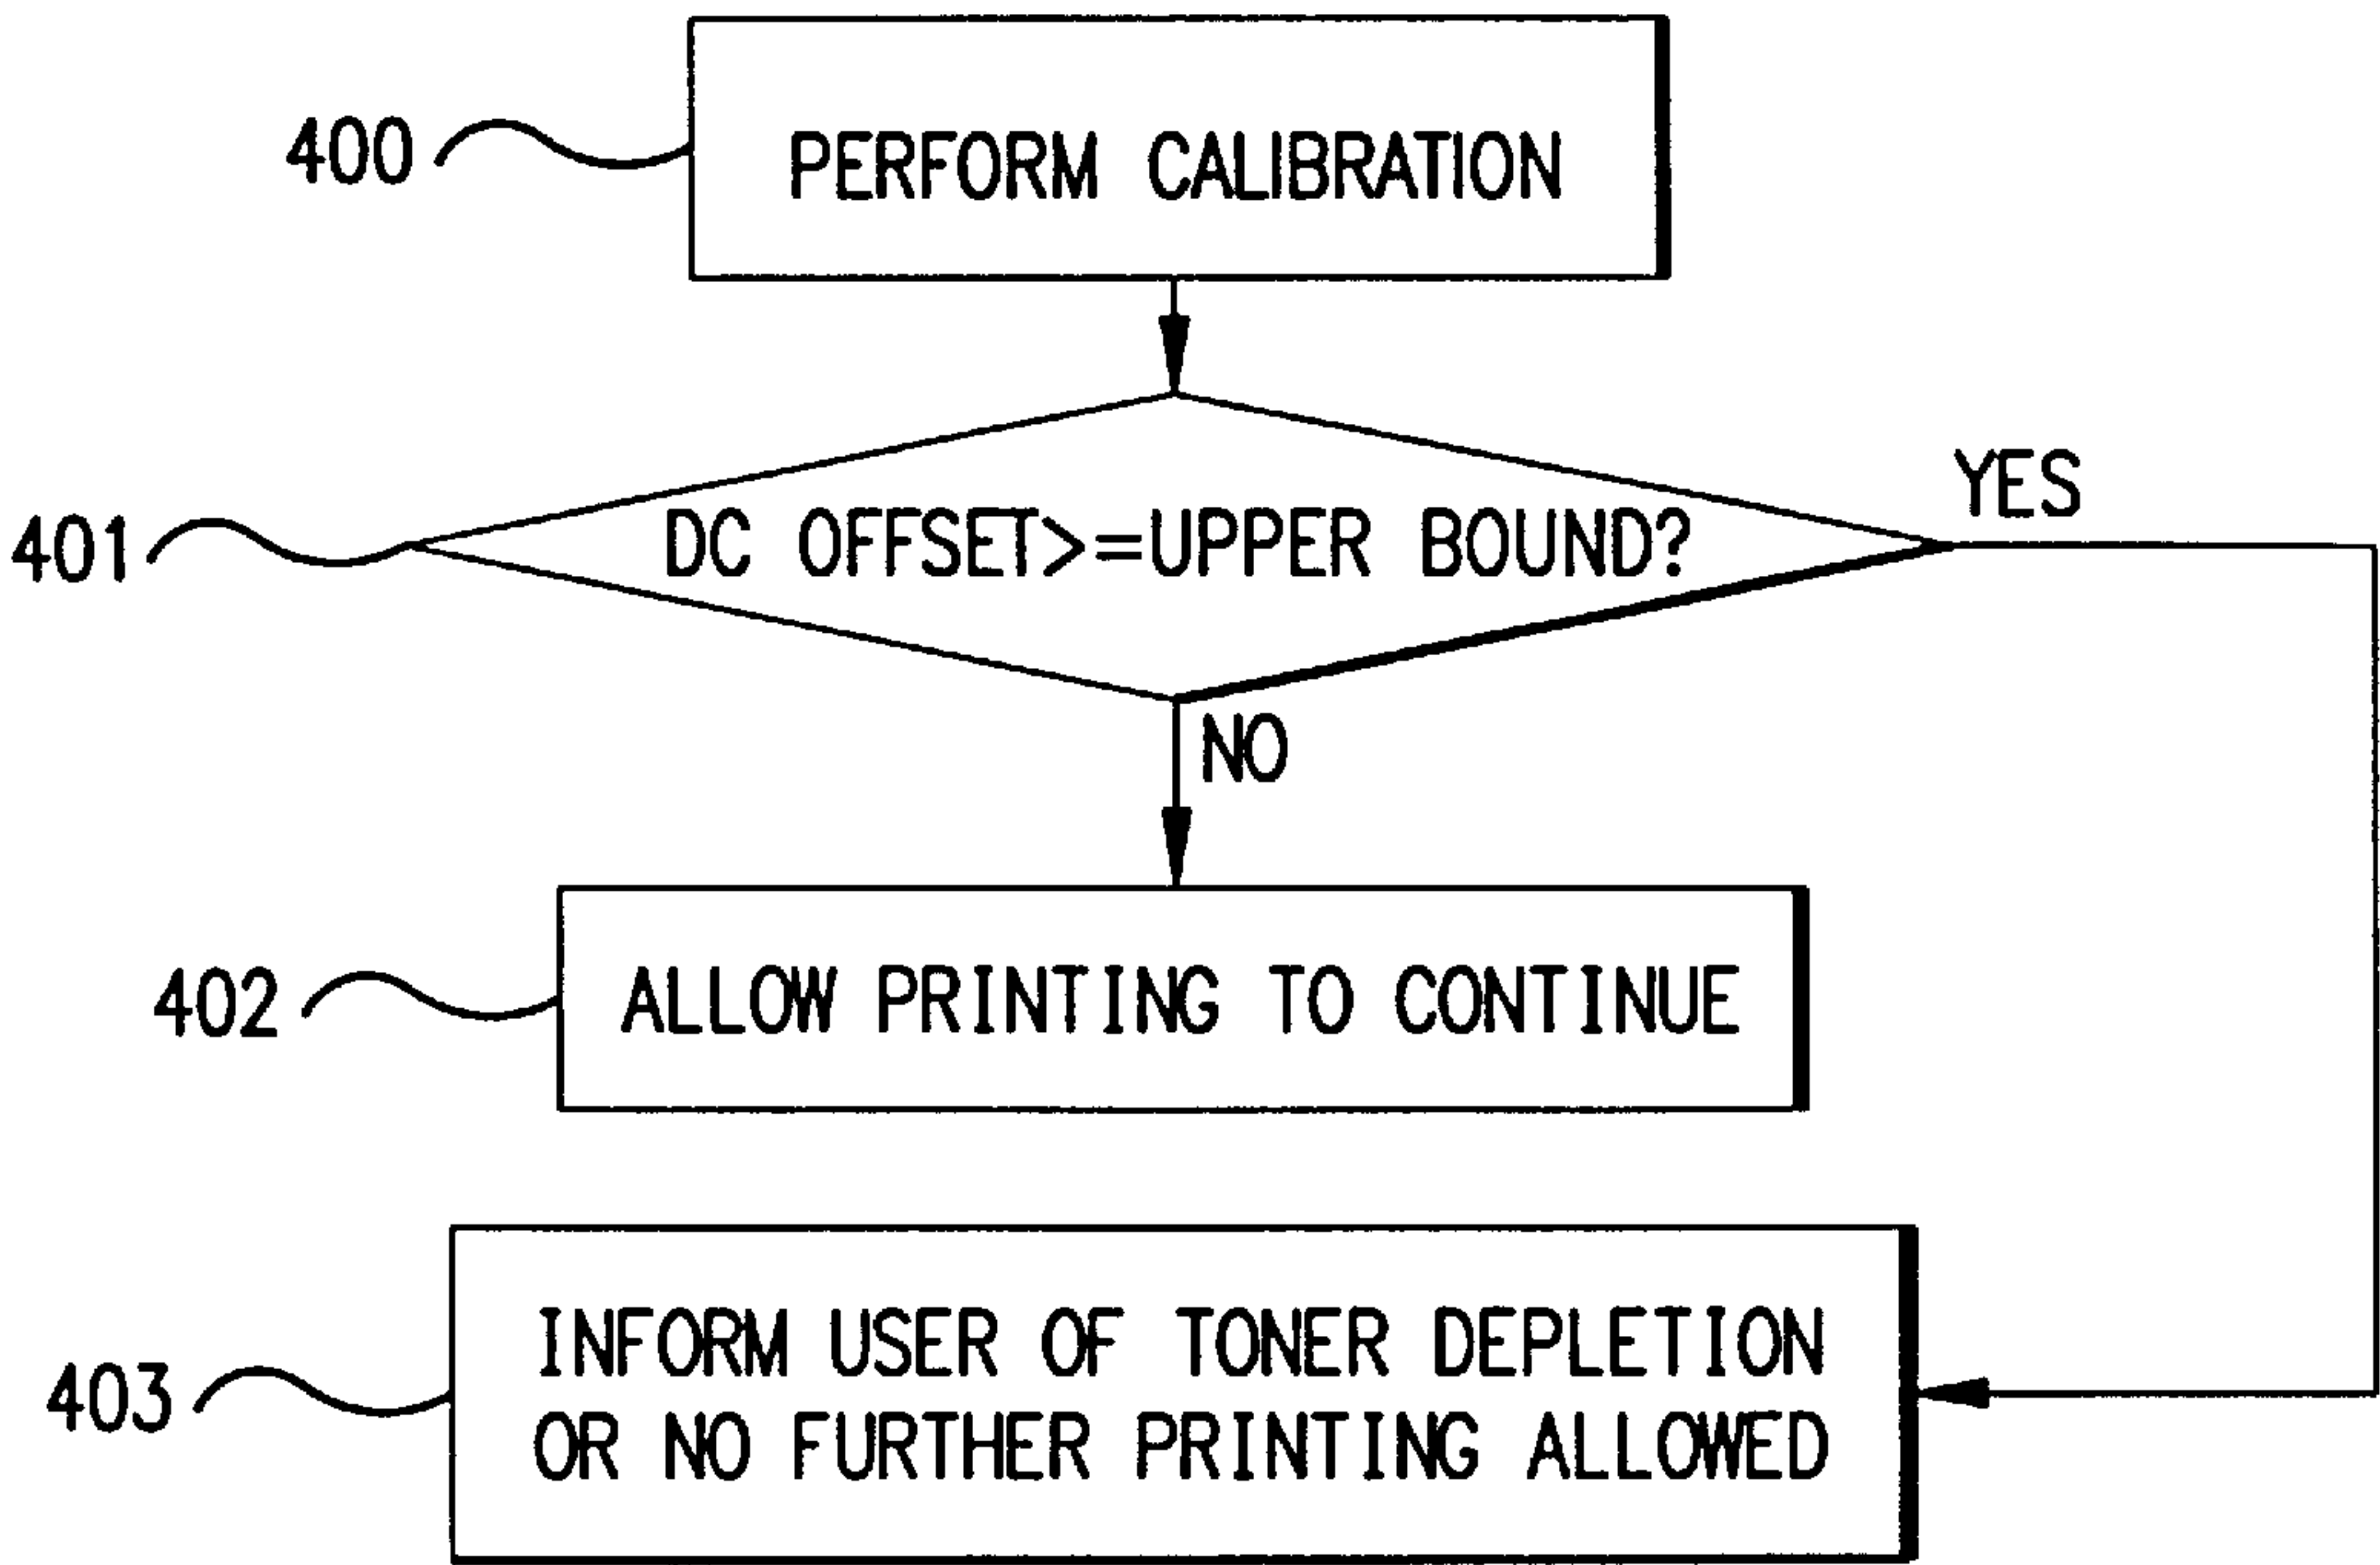 400
PERFORM CALIBRATION
401
DC OFFSET>=UPPER BOUND?
YES
NO
402
ALLOW PRINTING TO CONTINUE
403
INFORM USER OF TONER DEPLETION
OR NO FURTHER PRINTING ALLOWED